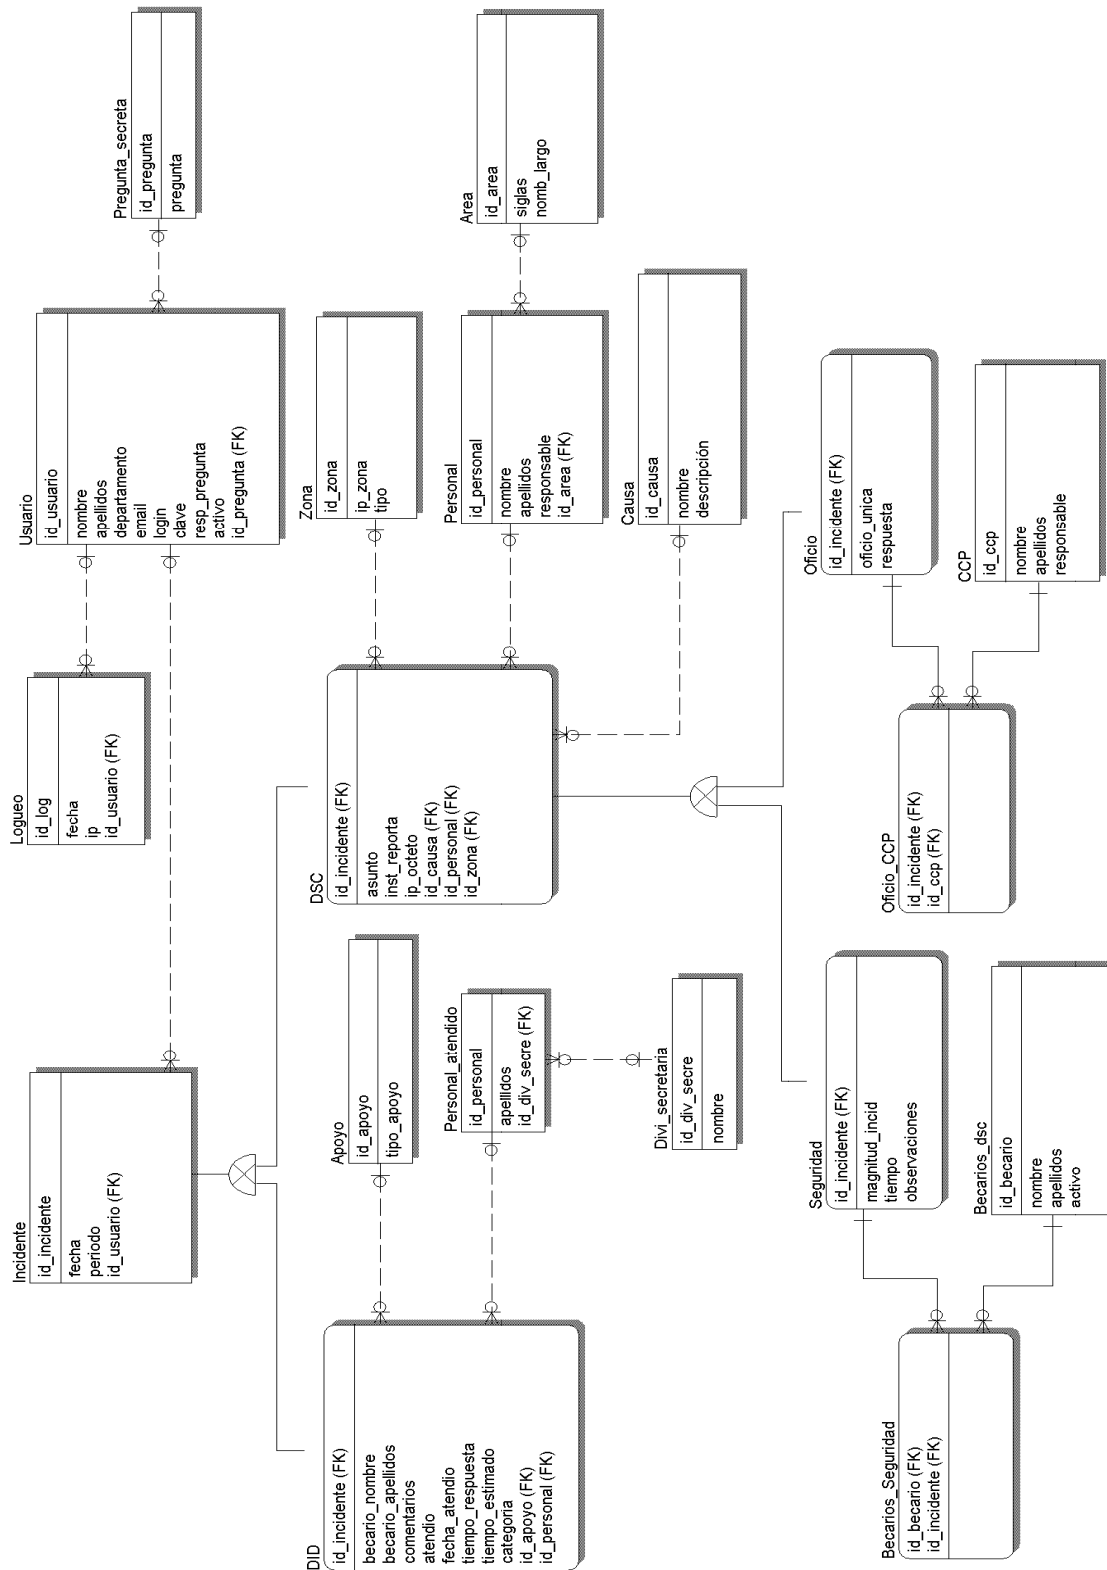 Incidente
id_incidente
fecha
periodo
id_usuario (FK)
Logueo
id_log
fecha
ip
id_usuario (FK)
Usuario
id_usuario
nombre
apellidos
departamento
email
login
clave
resp_pregunta
activo
id_pregunta (FK)
Pregunta_secreta
id_pregunta
pregunta
DID
id_incidente (FK)
becario_nombre
becario_apellidos
comentarios
atendio
fecha_atendio
tiempo_respuesta
tiempo_estimado
categoria
id_apoyo (FK)
id_personal (FK)
Apoyo
id_apoyo
tipo_apoyo
Personal_atendido
id_personal
apellidos
id_div_secre (FK)
Divi_secretaria
id_div_secre
nombre
DSC
id_incidente (FK)
asunto
inst_reporta
ip_octeto
id_causa (FK)
id_personal (FK)
id_zona (FK)
Zona
id_zona
ip_zona
tipo
Personal
id_personal
nombre
apellidos
responsable
id_area (FK)
Area
id_area
siglas
nomb_largo
Causa
id_causa
nombre
descripción
Seguridad
id_incidente (FK)
magnitud_incid
tiempo
observaciones
Oficio
id_incidente (FK)
oficio_unica
respuesta
Becarios_Seguridad
id_becario (FK)
id_incidente (FK)
Becarios_dsc
id_becario
nombre
apellidos
activo
Oficio_CCP
id_incidente (FK)
id_ccp (FK)
CCP
id_ccp
nombre
apellidos
responsable